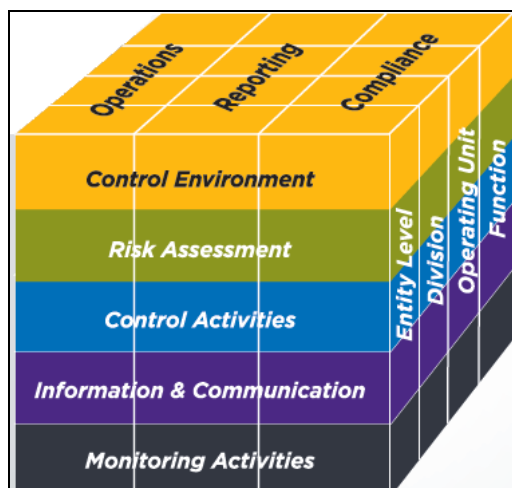 Operations
Reporting
Compliance
Control Environment
Risk Assessment
Control Activities
Information & Communication
Monitoring Activities
Entity Level
Division
Operating Unit
Function